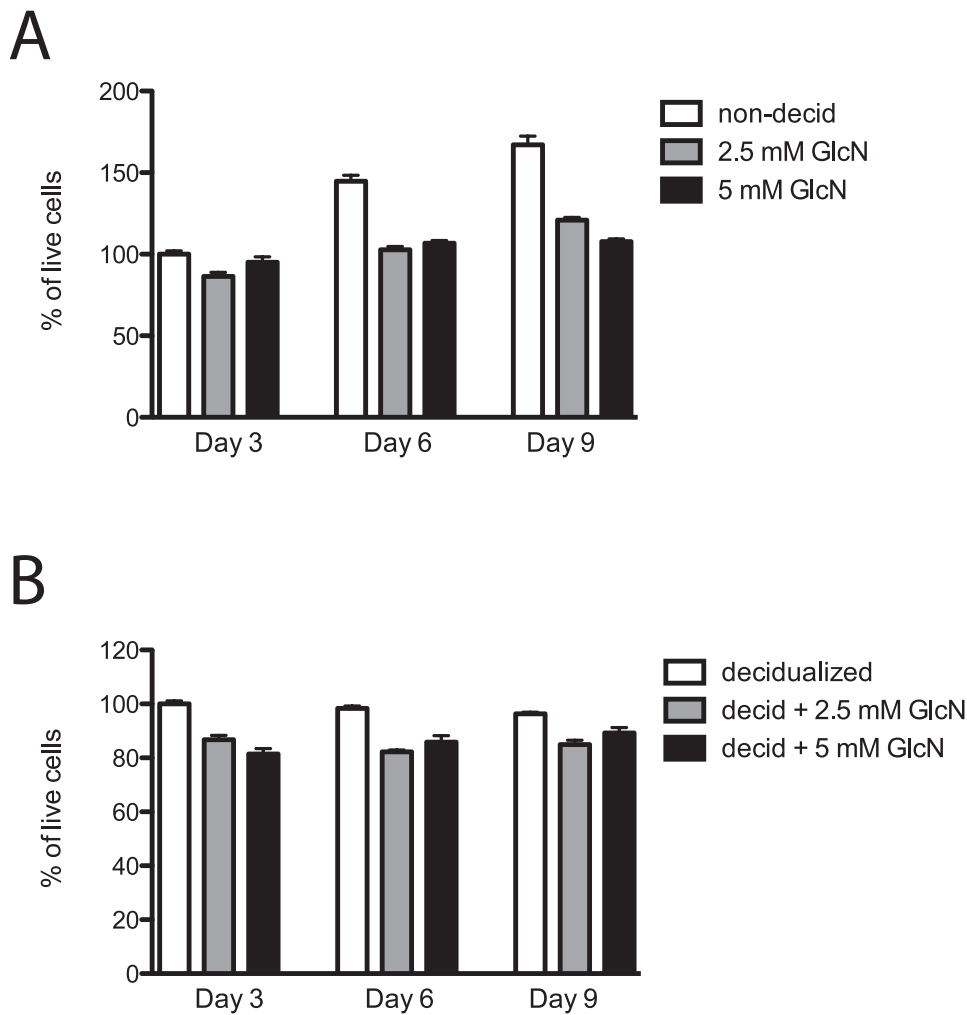 A
200
150
100
50
0
% of live cells
Day 3
Day 6
Day 9
non-decid
2.5 mM GlcN
5 mM GlcN
B
120
100
80
60
40
20
0
% of live cells
Day 3
Day 6
Day 9
decidualized
decid + 2.5 mM GlcN
decid + 5 mM GlcN